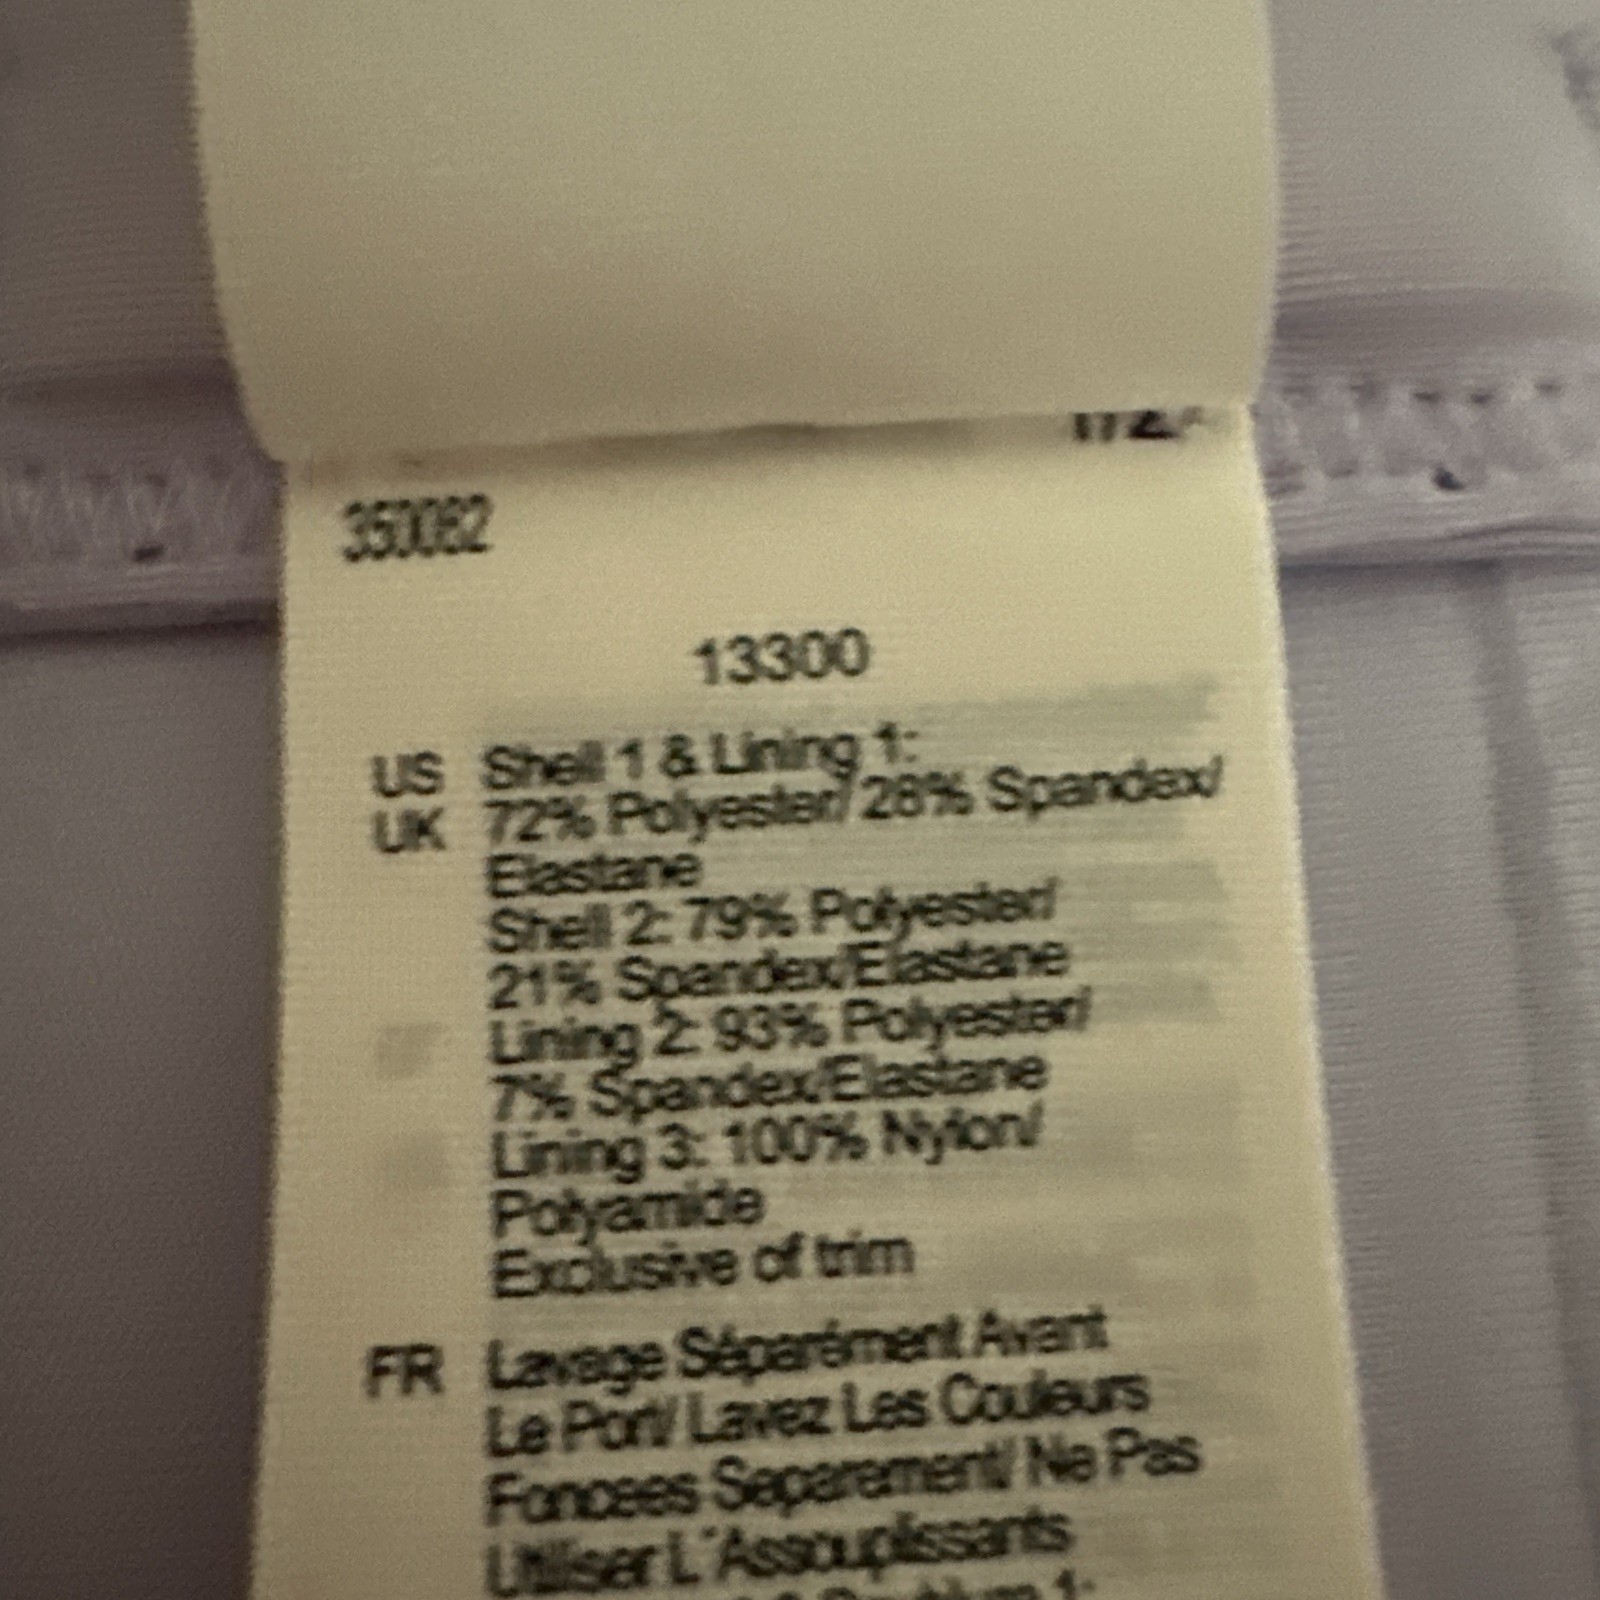 350082
13300
US Shell 1 & Lining 1:
UK 72% Polyester/ 28% Spandex/
Elastane
Shell 2: 79% Polyester/
21% Spandex/Elastane
Lining 2: 93% Polyester/
7% Spandex/Elastane
Lining 3: 100% Nylon/
Polyamide
Exclusive of trim
FR Lavage Séparément Avant
Le Port/ Lavez Les Couleurs
Foncees Separement/ Ne Pas
Utiliser L'Assouplissants